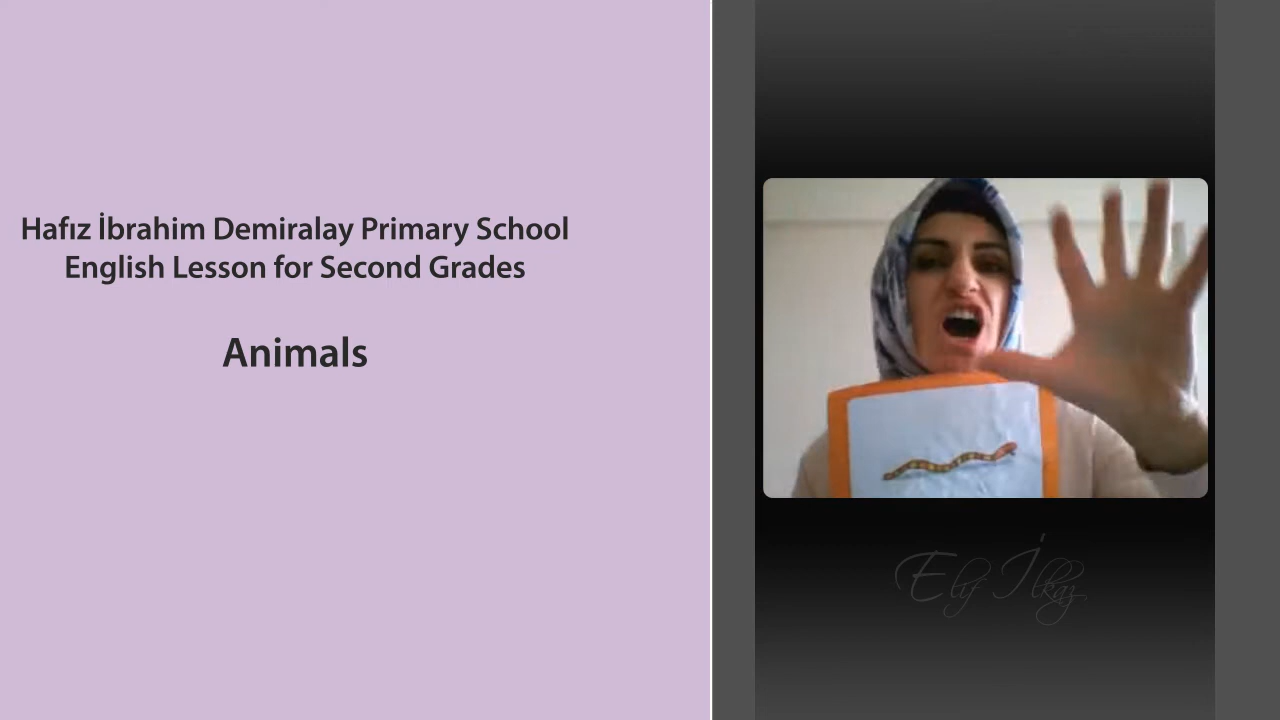 Hafız İbrahim Demiralay Primary School
English Lesson for Second Grades
Animals
Elif İlkaz